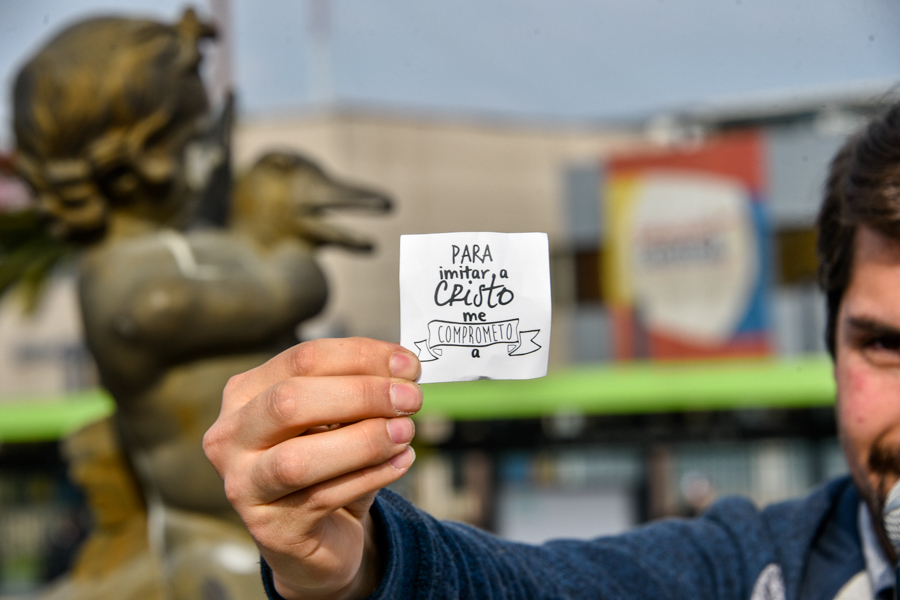 PARA
imitar a
CRisto
me
COMPROMETO
a